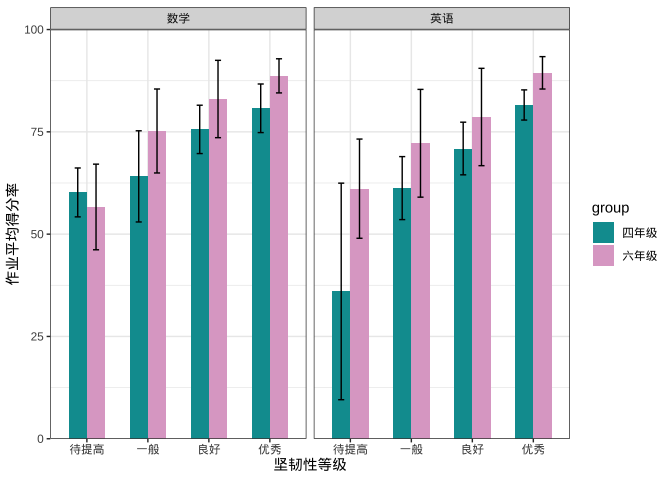 数学
英语
100
75
50
25
0
作业平均得分率
待提高
一般
良好
优秀
待提高
一般
良好
优秀
坚韧性等级
group
四年级
六年级